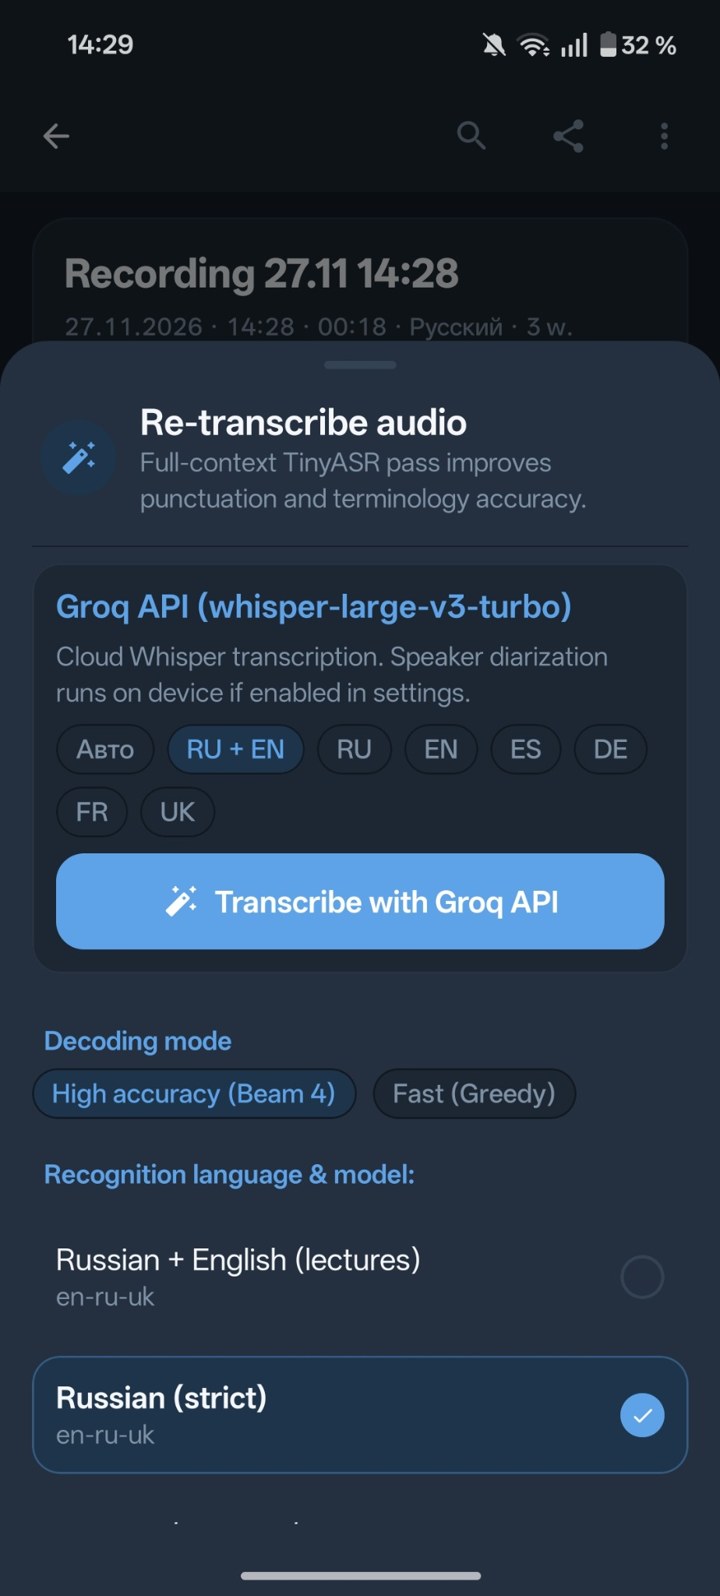 14:29
32 %
Recording 27.11 14:28
27.11.2026 · 14:28 · 00:18 · Русский · 3 w.
Re-transcribe audio
Full-context TinyASR pass improves
punctuation and terminology accuracy.
Groq API (whisper-large-v3-turbo)
Cloud Whisper transcription. Speaker diarization
runs on device if enabled in settings.
Авто RU + EN RU EN ES DE
FR UK
Transcribe with Groq API
Decoding mode
High accuracy (Beam 4) Fast (Greedy)
Recognition language & model:
Russian + English (lectures)
en-ru-uk
Russian (strict)
en-ru-uk